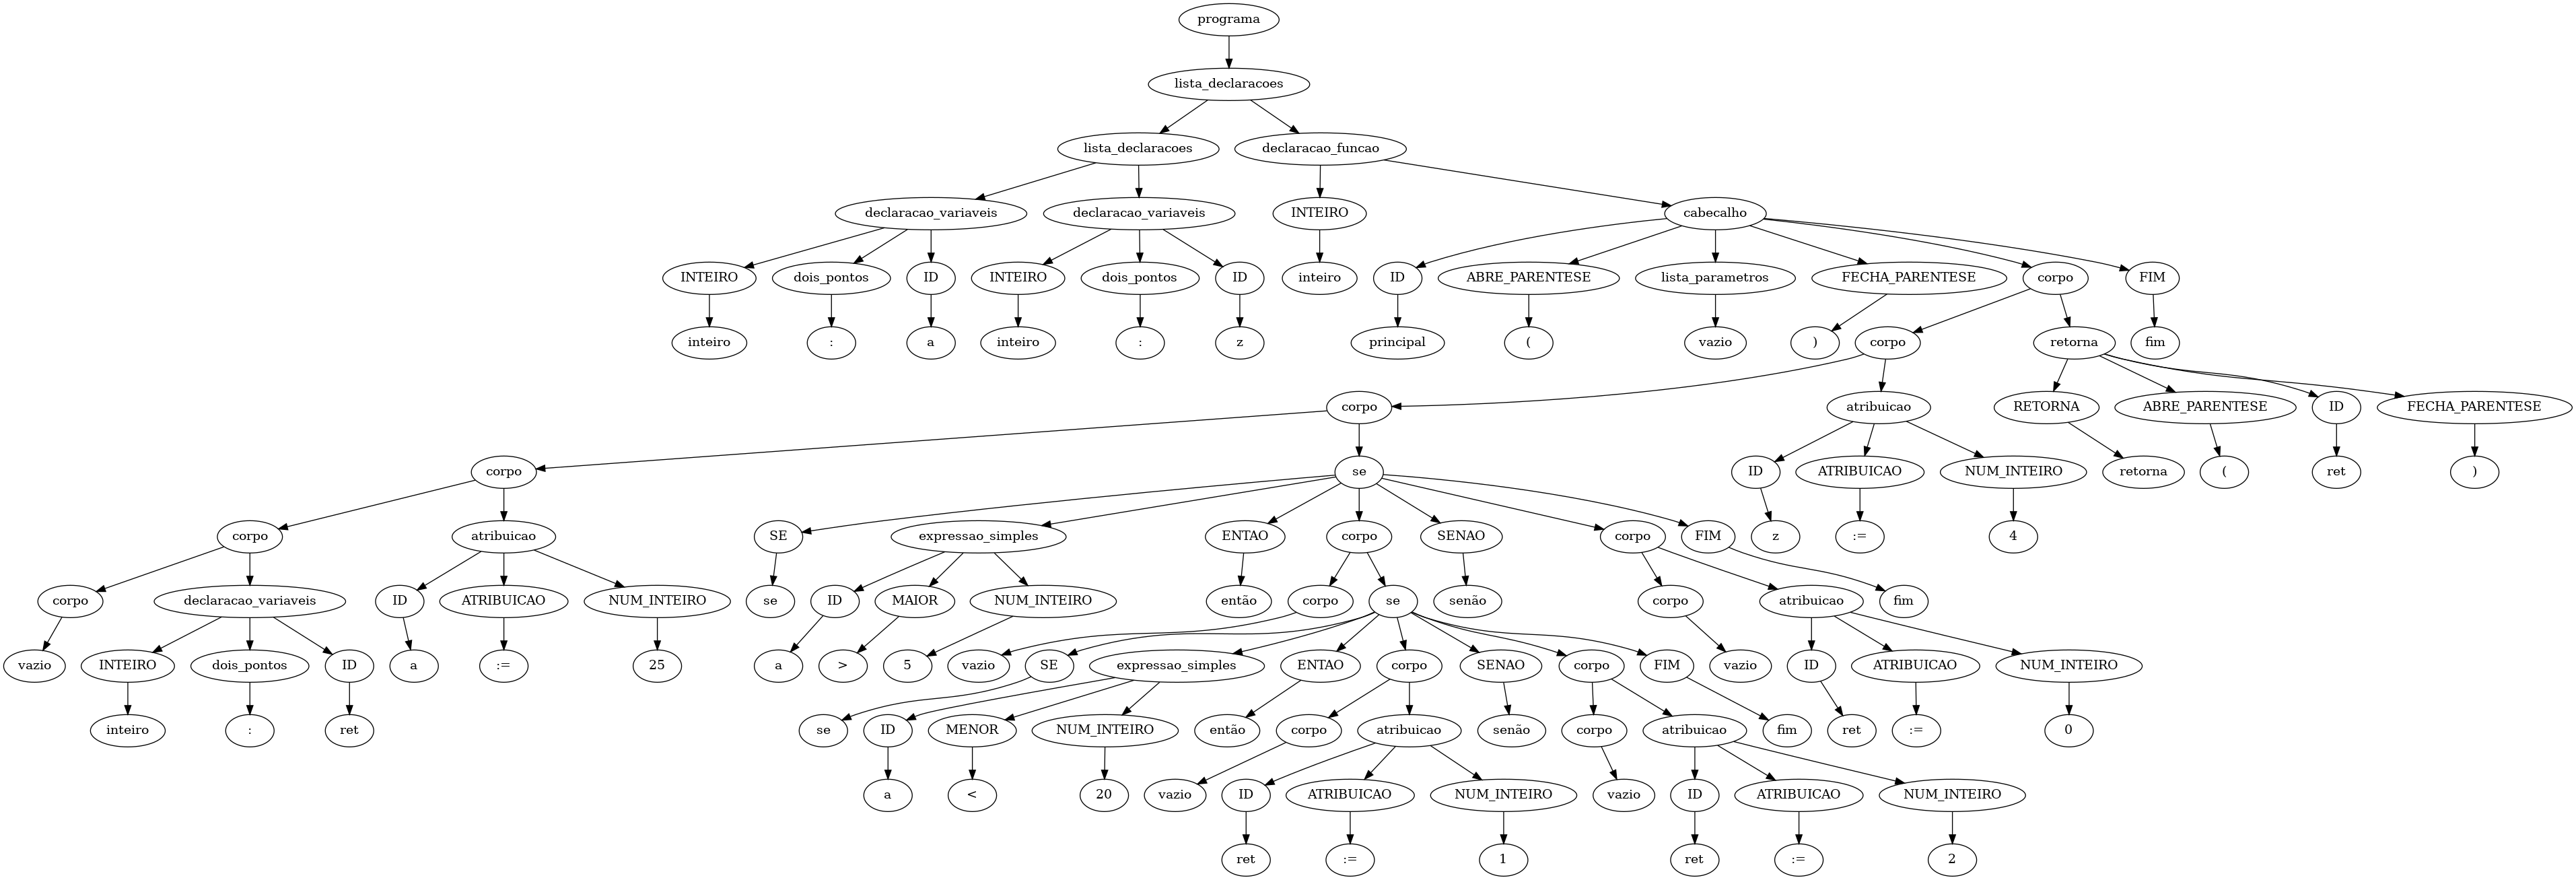 programa
lista_declaracoes
lista_declaracoes declaracao_funcao
declaracao_variaveis declaracao_variaveis INTEIRO cabecalho
INTEIRO dois_pontos ID INTEIRO dois_pontos ID inteiro ID ABRE_PARENTESE lista_parametros FECHA_PARENTESE corpo FIM
inteiro : a inteiro : z principal ( vazio ) corpo retorna fim
corpo atribuicao RETORNA ABRE_PARENTESE ID FECHA_PARENTESE
corpo se ID ATRIBUICAO NUM_INTEIRO retorna ( ret )
corpo atribuicao SE expressao_simples ENTAO corpo SENAO corpo FIM z := 4
corpo declaracao_variaveis ID ATRIBUICAO NUM_INTEIRO se ID MAIOR NUM_INTEIRO então corpo se senão corpo atribuicao fim
vazio INTEIRO dois_pontos ID a := 25 a > 5 vazio SE expressao_simples ENTAO corpo SENAO corpo FIM vazio ID ATRIBUICAO NUM_INTEIRO
inteiro : ret se ID MENOR NUM_INTEIRO então corpo atribuicao senão corpo atribuicao fim ret := 0
a < 20 vazio ID ATRIBUICAO NUM_INTEIRO vazio ID ATRIBUICAO NUM_INTEIRO
ret := 1 ret := 2